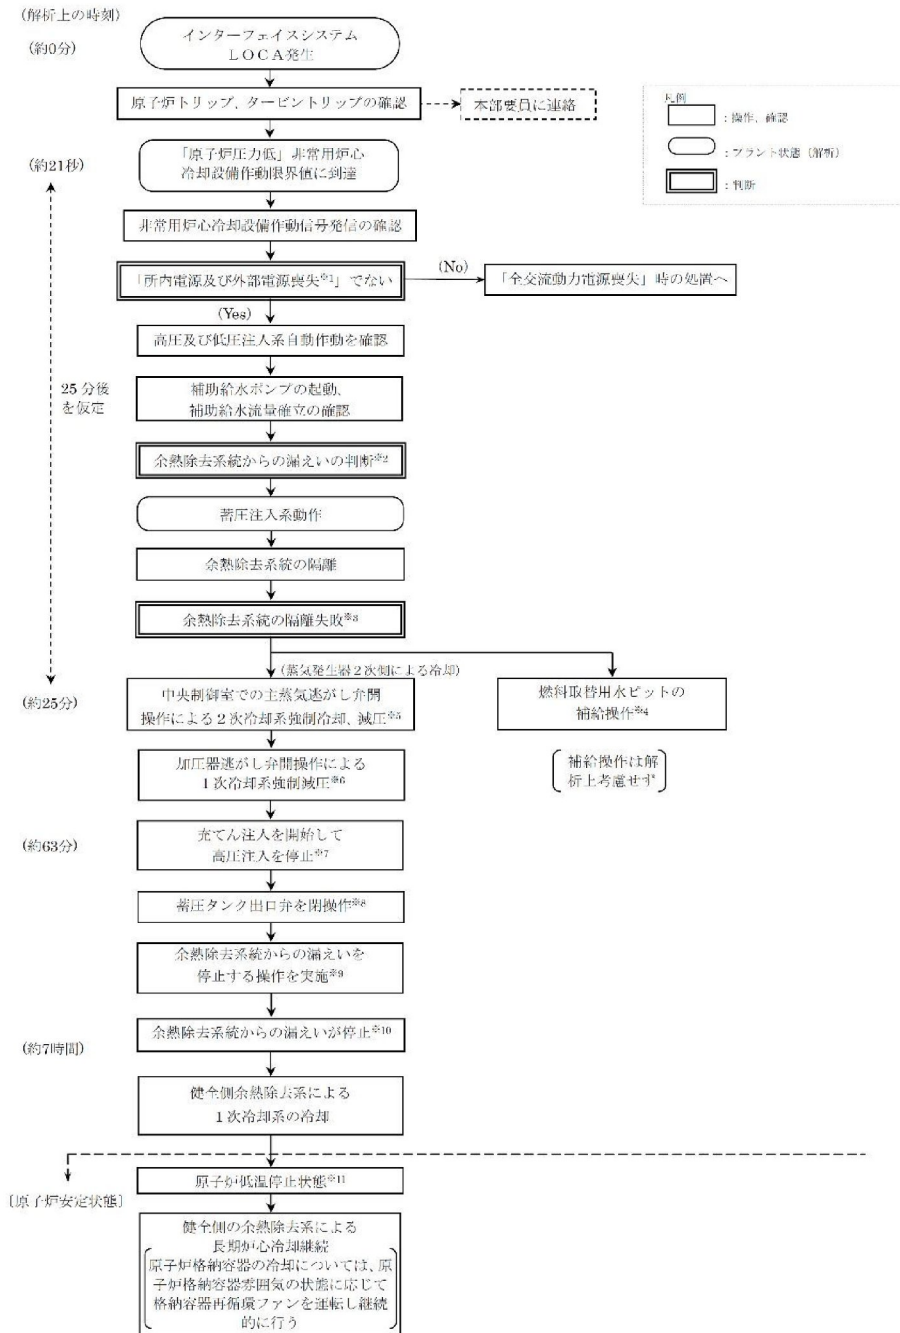 (解析上の時刻)
(約0分)
インターフェイスシステム
LOCA発生
原子炉トリップ、タービントリップの確認
本部要員に連絡
凡例
：操作、確認
：プラント状態（解析）
：判断
(約21秒)
「原子炉圧力低」非常用炉心
冷却設備作動限界値に到達
非常用炉心冷却設備作動信号発信の確認
「所内電源及び外部電源喪失※1」でない
(No)
「全交流動力電源喪失」時の処置へ
(Yes)
高圧及び低圧注入系自動作動を確認
25分後
を仮定
補助給水ポンプの起動、
補助給水流量確立の確認
余熱除去系統からの漏えいの判断※2
蓄圧注入系動作
余熱除去系統の隔離
余熱除去系統の隔離失敗※3
(蒸気発生器２次側による冷却)
(約25分)
中央制御室での主蒸気逃がし弁開
操作による２次冷却系強制冷却、減圧※5
燃料取替用水ピットの
補給操作※4
補給操作は解
析上考慮せず
加圧器逃がし弁開操作による
１次冷却系強制減圧※6
(約63分)
充てん注入を開始して
高圧注入を停止※7
蓄圧タンク出口弁を閉操作※8
余熱除去系統からの漏えいを
停止する操作を実施※9
余熱除去系統からの漏えいが停止※10
(約7時間)
健全側余熱除去系による
１次冷却系の冷却
原子炉低温停止状態※11
〔原子炉安定状態〕
健全側の余熱除去系による
長期炉心冷却継続
原子炉格納容器の冷却については、原
子炉格納容器雰囲気の状態に応じて
格納容器再循環ファンを運転し継続
的に行う